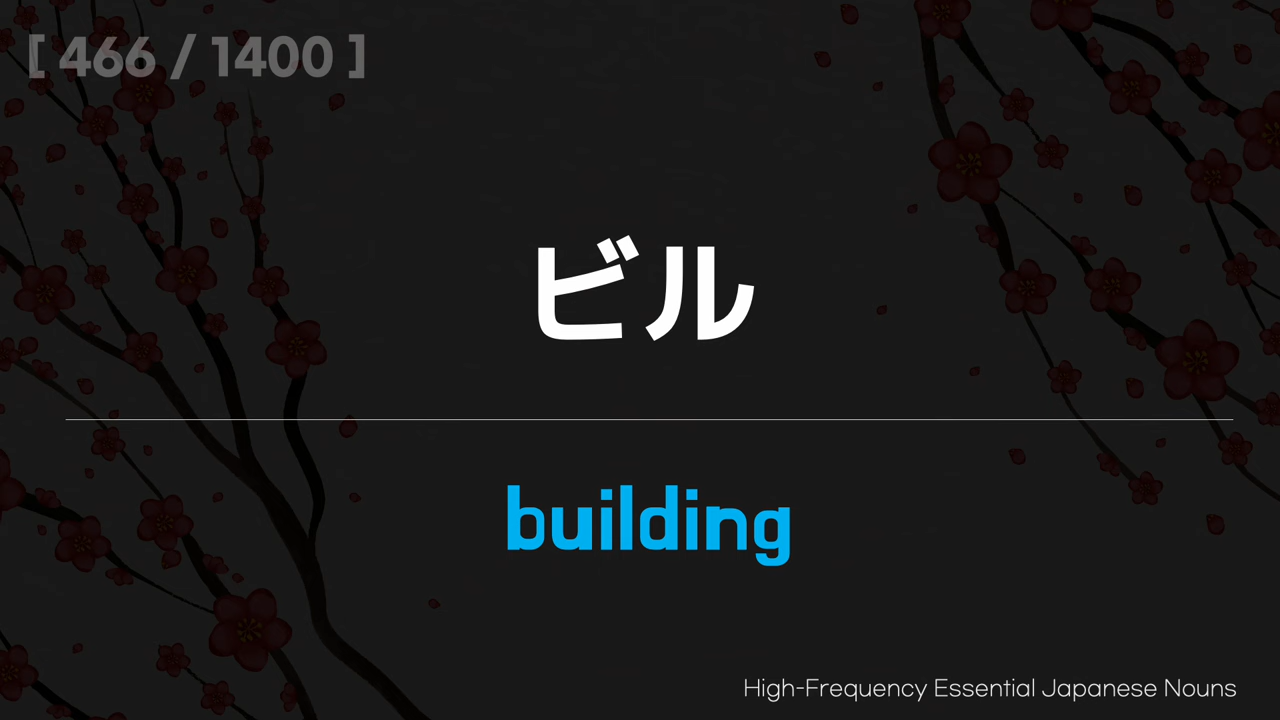 [ 466 / 1400 ]
ビル
building
High-Frequency Essential Japanese Nouns